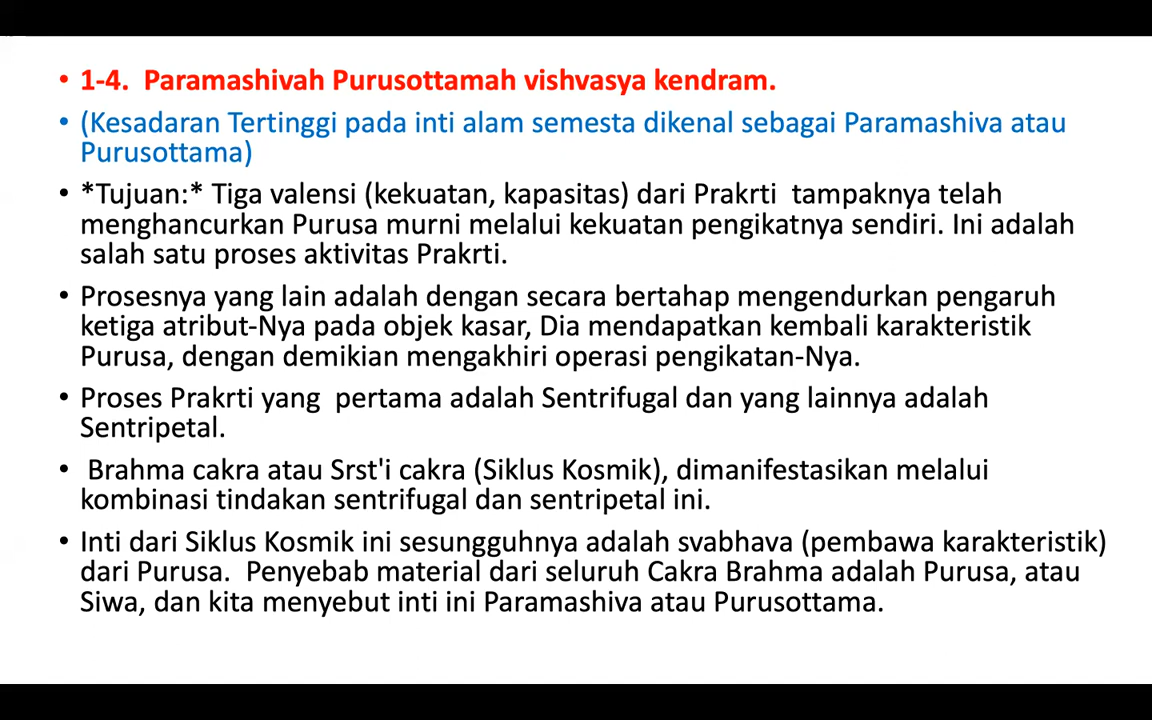 • 1-4. Paramashivah Purusottamah vishvasya kendram.
• (Kesadaran Tertinggi pada inti alam semesta dikenal sebagai Paramashiva atau
Purusottama)
• *Tujuan:* Tiga valensi (kekuatan, kapasitas) dari Prakrti tampaknya telah
menghancurkan Purusa murni melalui kekuatan pengikatnya sendiri. Ini adalah
salah satu proses aktivitas Prakrti.
• Prosesnya yang lain adalah dengan secara bertahap mengendurkan pengaruh
ketiga atribut-Nya pada objek kasar, Dia mendapatkan kembali karakteristik
Purusa, dengan demikian mengakhiri operasi pengikatan-Nya.
• Proses Prakrti yang pertama adalah Sentrifugal dan yang lainnya adalah
Sentripetal.
• Brahma cakra atau Srst'i cakra (Siklus Kosmik), dimanifestasikan melalui
kombinasi tindakan sentrifugal dan sentripetal ini.
• Inti dari Siklus Kosmik ini sesungguhnya adalah svabhava (pembawa karakteristik)
dari Purusa. Penyebab material dari seluruh Cakra Brahma adalah Purusa, atau
Siwa, dan kita menyebut inti ini Paramashiva atau Purusottama.